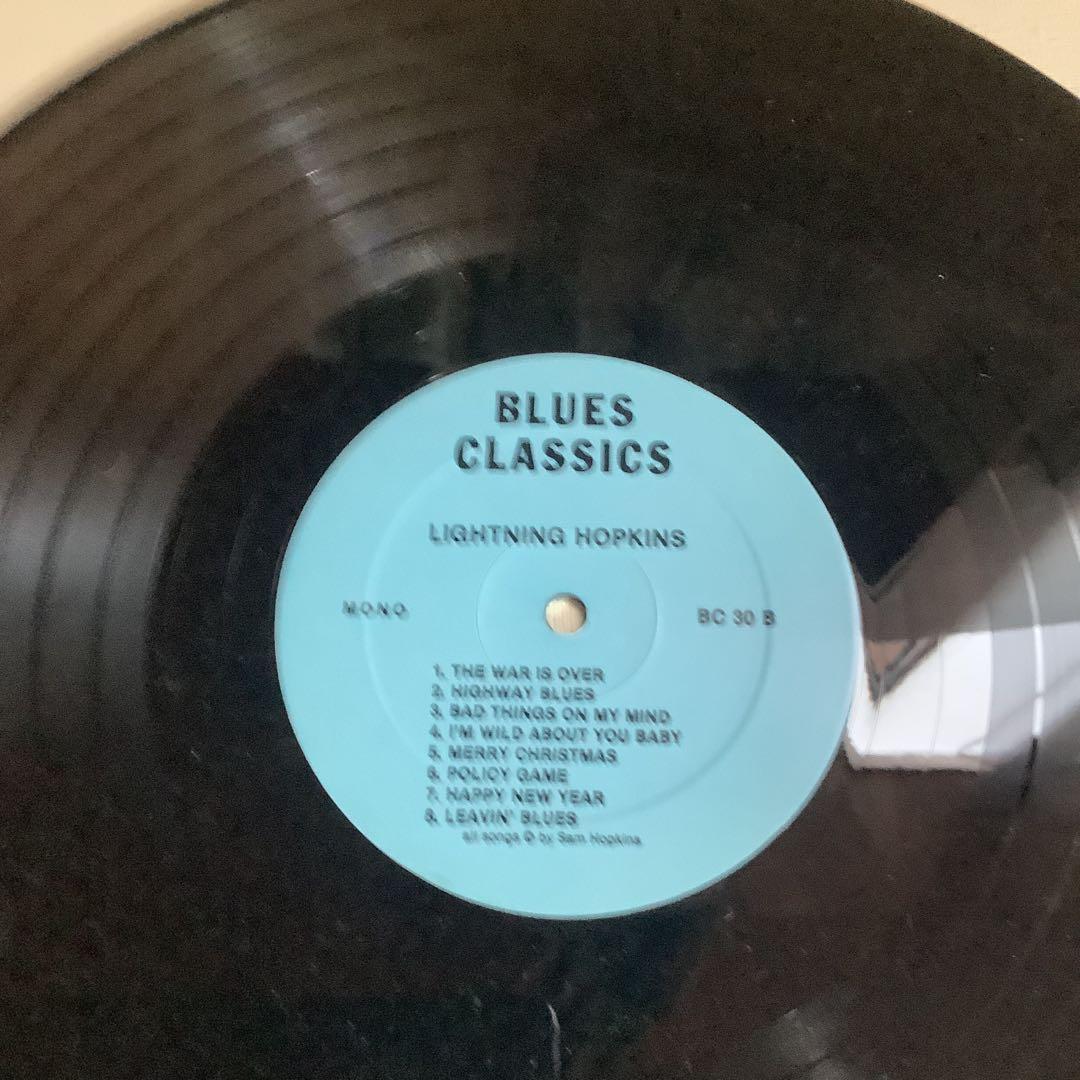 BLUES
CLASSICS
LIGHTNING HOPKINS
MONO
BC 30 B
1. THE WAR IS OVER
2. HIGHWAY BLUES
3. BAD THINGS ON MY MIND
4. I'M WILD ABOUT YOU BABY
5. MERRY CHRISTMAS
6. POLICY GAME
7. HAPPY NEW YEAR
8. LEAVIN' BLUES
all songs © by Sam Hopkins